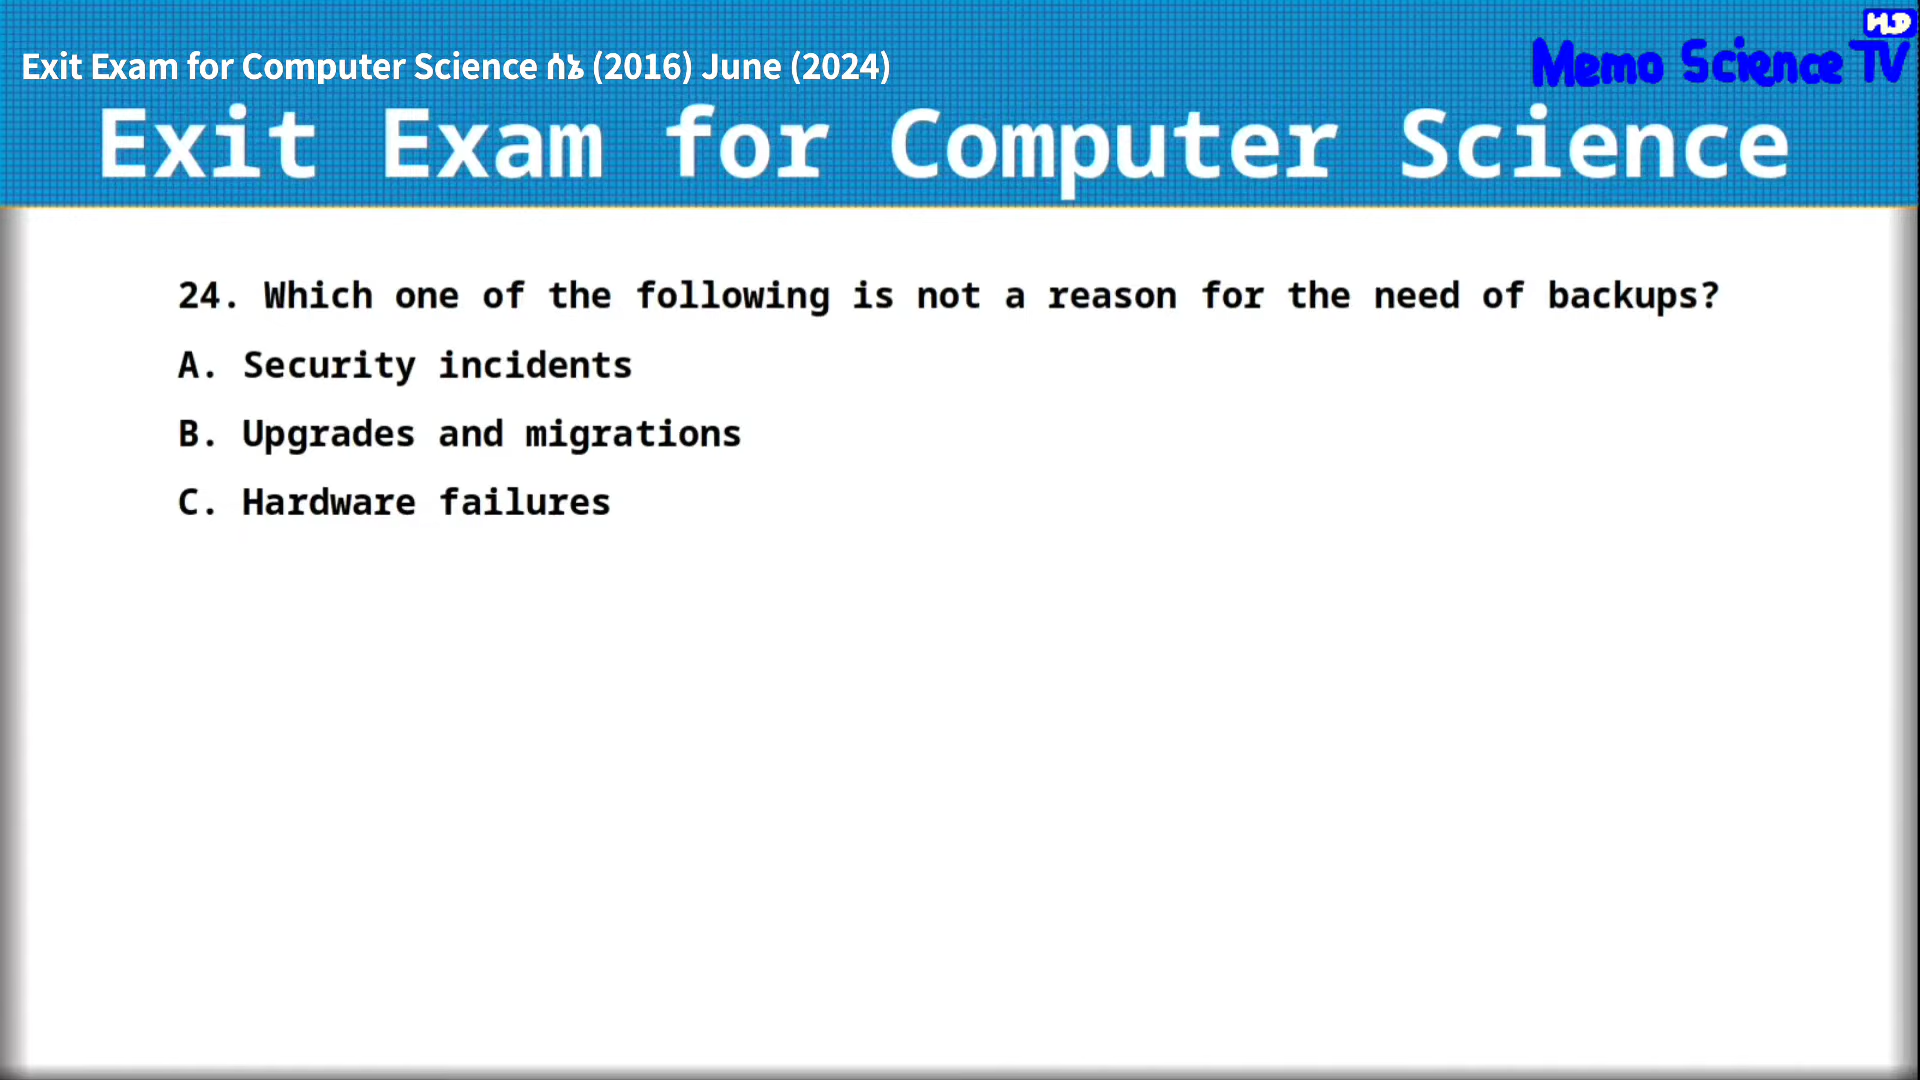 HD
Exit Exam for Computer Science ሰኔ (2016) June (2024)
Memo Science TV
Exit Exam for Computer Science
24. Which one of the following is not a reason for the need of backups?
A. Security incidents
B. Upgrades and migrations
C. Hardware failures